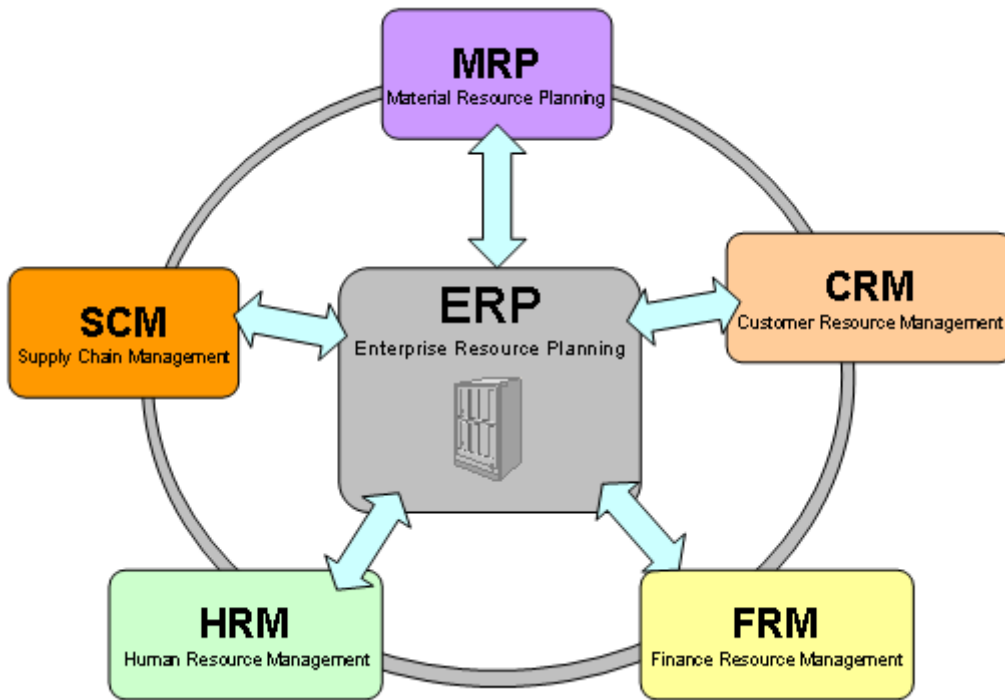 MRP
Material Resource Planning
CRM
Customer Resource Management
ERP
Enterprise Resource Planning
SCM
Supply Chain Management
HRM
Human Resource Management
FRM
Finance Resource Management